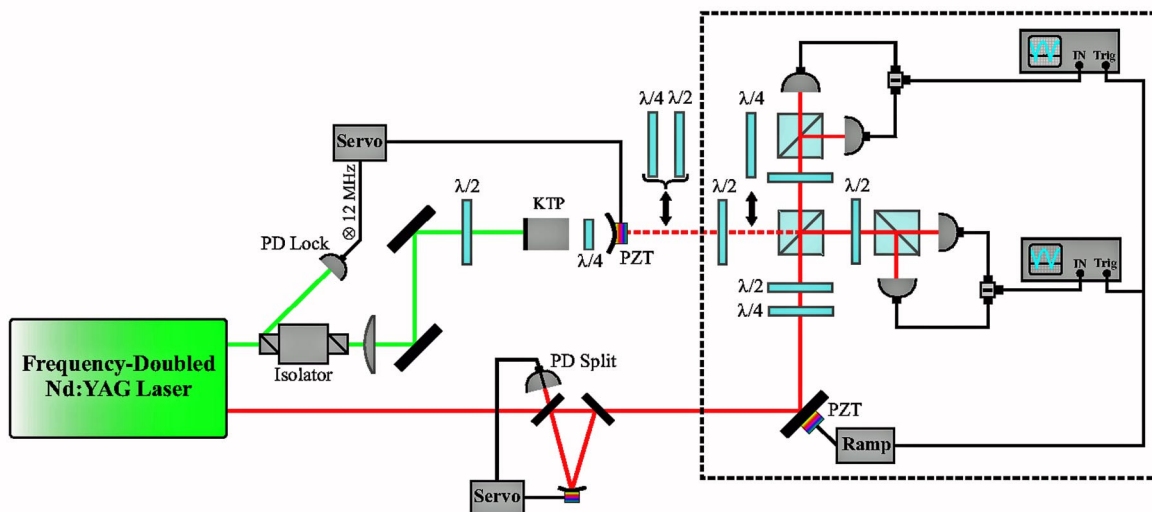 IN
Trig
λ/4 λ/2
λ/4
Servo
⊗ 12 MHz
λ/2
KTP
λ/2
λ/2
PD Lock
λ/4
PZT
IN
Trig
λ/2
λ/4
Frequency-Doubled
Nd:YAG Laser
Isolator
PD Split
PZT
Ramp
Servo